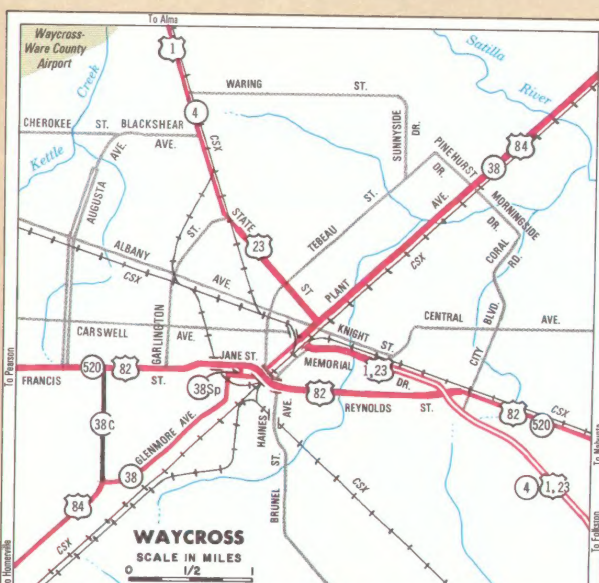 To Alma
Waycross-
Ware County
Airport
1
Satilla
River
Creek
WARING ST.
CHEROKEE ST.
BLACKSHEAR
AVE.
4
84
Kettle
AVE.
AUGUSTA
CSX
SUNNYSIDE
DR.
PINEHURST
DR.
38
MORNINGSIDE
DR.
STATE
ST.
TEBEAU
ST.
AVE.
CSX
ALBANY
AVE.
CSX
23
PLANT
CORAL
RD.
ST.
CARSWELL
AVE.
GARLINGTON
ST.
KNIGHT
ST.
CENTRAL AVE.
BLVD.
CITY
To Pearson
520
82
JANE ST.
MEMORIAL
DR.
1,23
FRANCIS
ST.
38Sp
82
REYNOLDS
ST.
82
520
CSX
To Nahunta
38C
GLENMORE AVE.
HAINES
AVE.
BRUNEL ST.
CSX
38
84
4
1,23
CSX
To Homerville
To Folkston
WAYCROSS
SCALE IN MILES
0 1/2 1